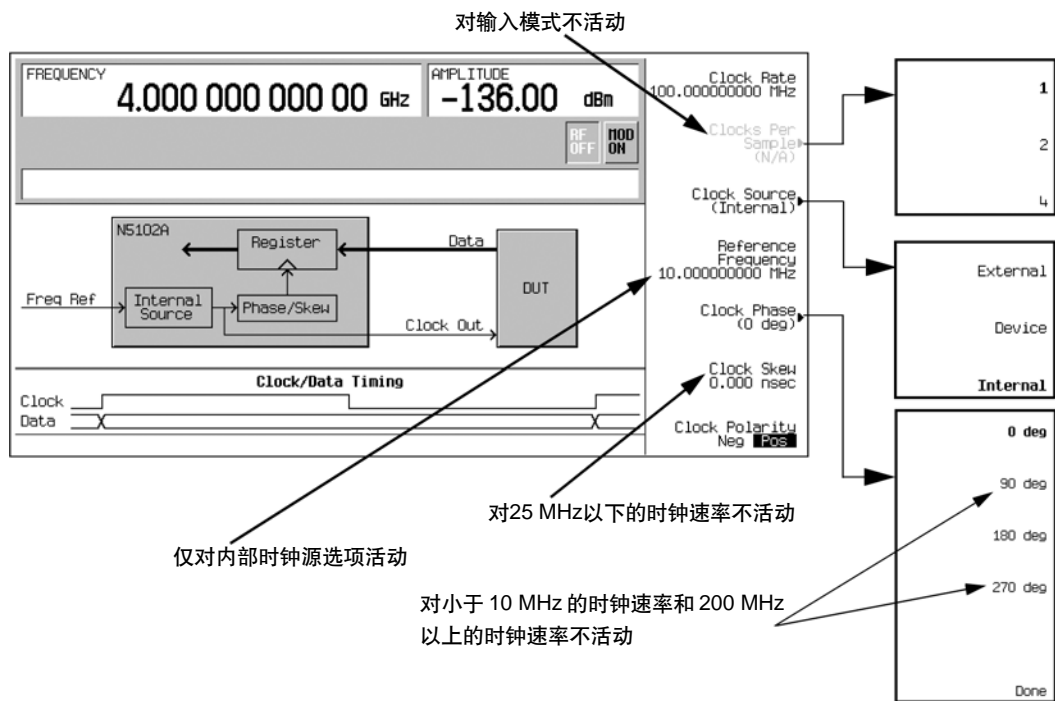 对输入模式不活动
FREQUENCY
4.000 000 000 00 GHz
AMPLITUDE
-136.00 dBm
RF
OFF
MOD
ON
N5102A
Register
Data
DUT
Freq Ref
Internal
Source
Phase/Skew
Clock Out
Clock/Data Timing
Clock
Data
Clock Rate
100.000000000 MHz
Clocks Per
Sample
(N/A)
Clock Source
(Internal)
Reference
Frequency
10.000000000 MHz
Clock Phase
(0 deg)
Clock Skew
0.000 nsec
Clock Polarity
Neg Pos
1
2
4
External
Device
Internal
0 deg
90 deg
180 deg
270 deg
Done
对25 MHz以下的时钟速率不活动
仅对内部时钟源选项活动
对小于 10 MHz 的时钟速率和 200 MHz
以上的时钟速率不活动